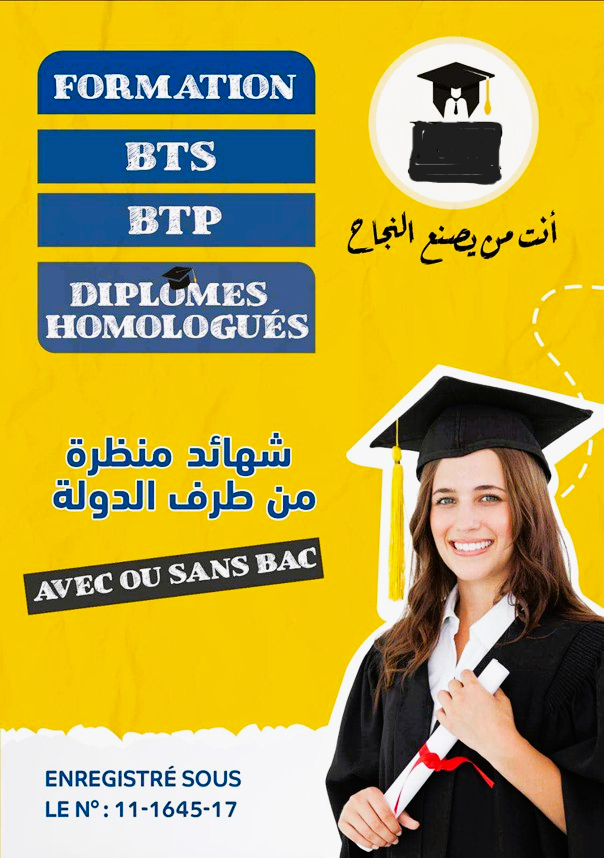 FORMATION
BTS
BTP
DIPLOMES
HOMOLOGUÉS
أنت من يصنع النجاح
شهائد منظرة
من طرف الدولة
AVEC OU SANS BAC
ENREGISTRÉ SOUS
LE N° : 11-1645-17